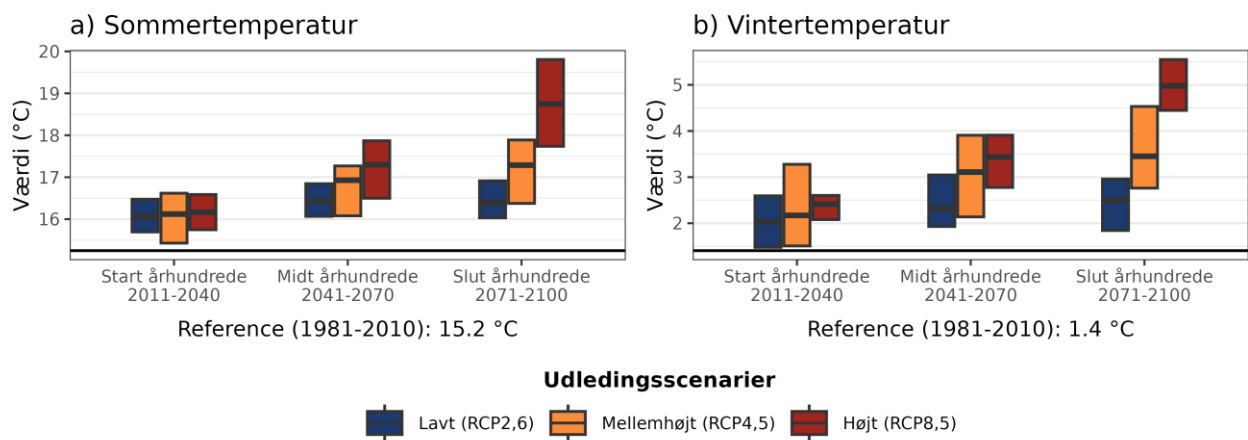 a) Sommertemperatur
Værdi (°C)
20
19
18
17
16
Start århundrede
2011-2040
Midt århundrede
2041-2070
Slut århundrede
2071-2100
Reference (1981-2010): 15.2 °C
b) Vintertemperatur
Værdi (°C)
5
4
3
2
Start århundrede
2011-2040
Midt århundrede
2041-2070
Slut århundrede
2071-2100
Reference (1981-2010): 1.4 °C
Udledingsscenarier
Lavt (RCP2,6)
Mellemhøjt (RCP4,5)
Højt (RCP8,5)